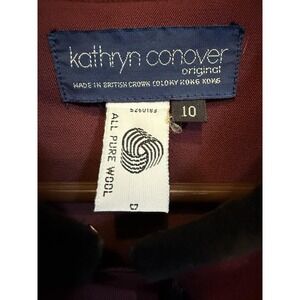 kathryn conover
original
MADE IN BRITISH CROWN COLONY HONG KONG
10
ALL PURE WOOL
D